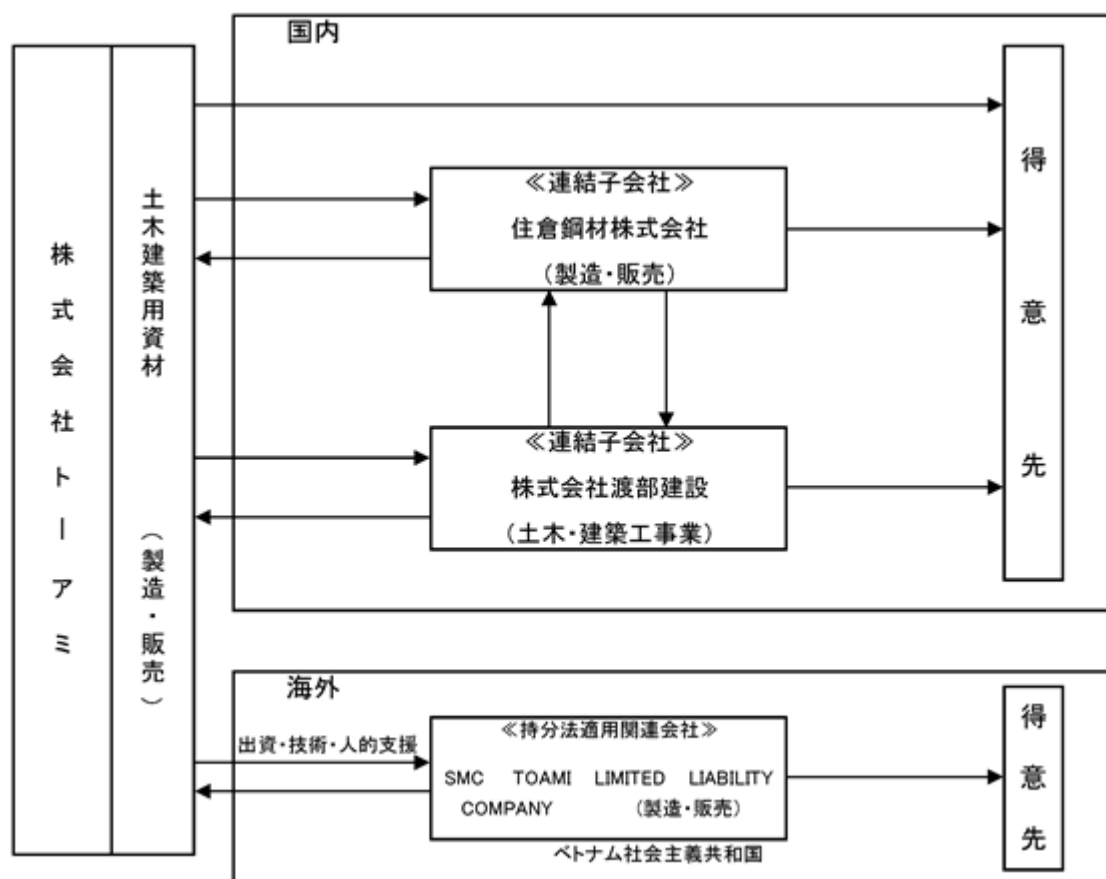 株式会社トーアミ
土木建築用資材
（製造・販売）
国内
≪連結子会社≫
住倉鋼材株式会社
（製造・販売）
≪連結子会社≫
株式会社渡部建設
（土木・建築工事業）
得意先
海外
出資・技術・人的支援
≪持分法適用関連会社≫
SMC TOAMI LIMITED LIABILITY
COMPANY （製造・販売）
ベトナム社会主義共和国
得意先